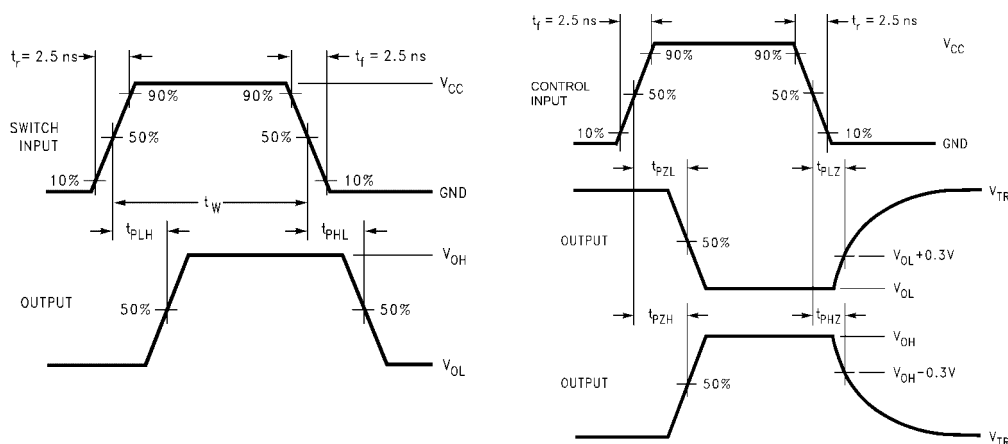 tr = 2.5 ns
tf = 2.5 ns
VCC
90%
90%
SWITCH
INPUT
50%
50%
10%
10%
GND
tW
tPLH
tPHL
VOH
OUTPUT
50%
50%
VOL
tf = 2.5 ns
tr = 2.5 ns
VCC
90%
90%
CONTROL
INPUT
50%
50%
10%
10%
GND
tPZL
tPLZ
VTR
OUTPUT
50%
VOL+0.3V
VOL
tPZH
tPHZ
VOH
VOH−0.3V
OUTPUT
50%
VTR